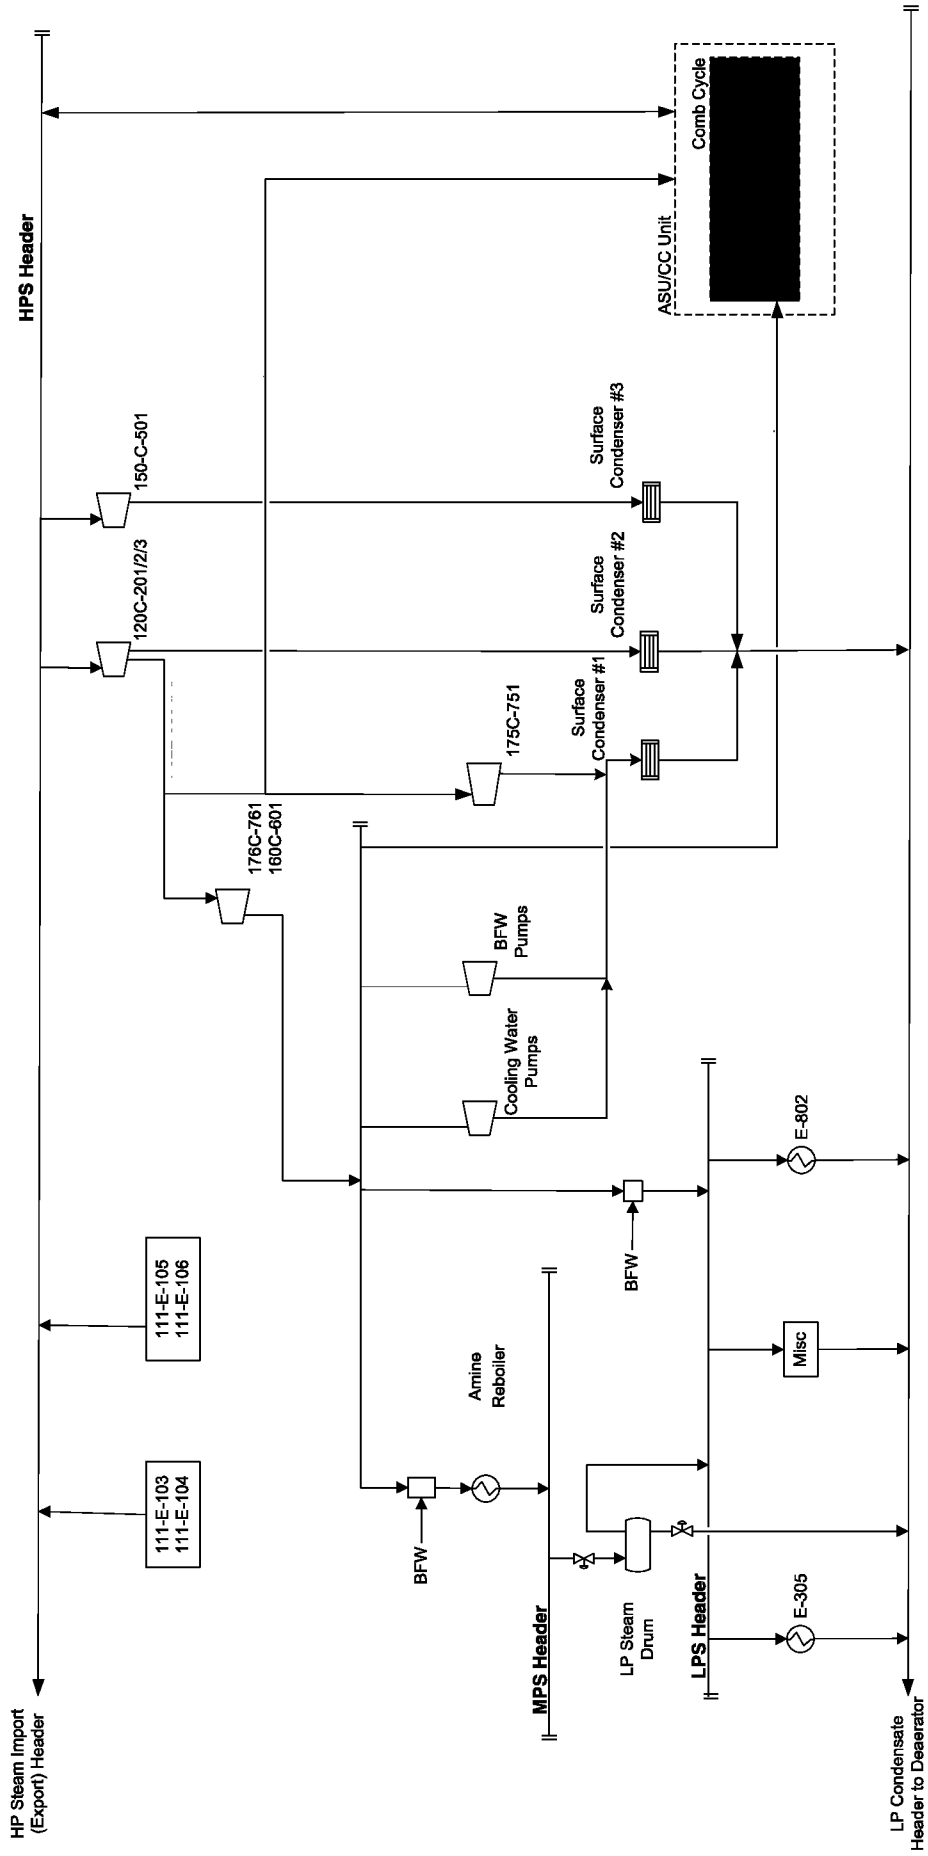 HPS Header
Comb Cycle
ASU/CC Unit
150-C-501
120C-201/2/3
Surface
Condenser #3
Surface
Condenser #2
Surface
Condenser #1
175C-751
176C-761
160C-601
BFW
Pumps
Cooling Water
Pumps
E-802
BFW
111-E-105
111-E-106
Amine
Reboiler
Misc
111-E-103
111-E-104
BFW
MPS Header
LP Steam
Drum
LPS Header
E-305
HP Steam Import
(Export) Header
LP Condensate
Header to Deaerator